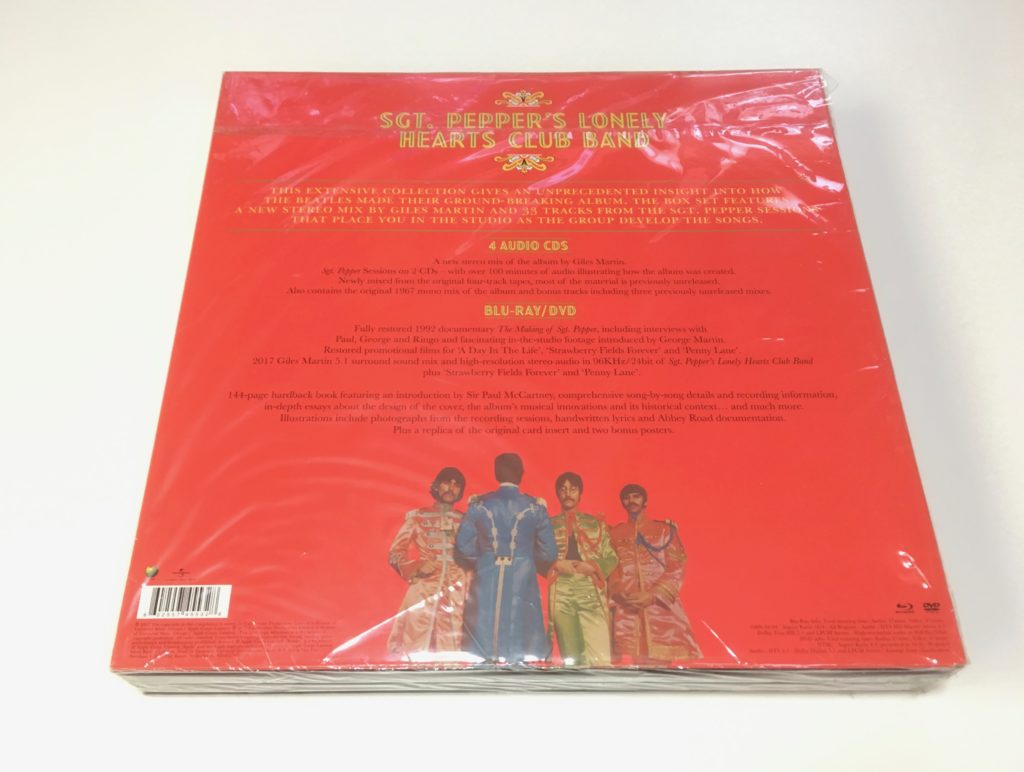 SGT. PEPPER'S LONELY
HEARTS CLUB BAND
THIS EXTENSIVE COLLECTION GIVES AN UNPRECEDENTED INSIGHT INTO HOW
THE BEATLES MADE THEIR GROUND-BREAKING ALBUM. THE BOX SET FEATURES
A NEW STEREO MIX BY GILES MARTIN AND 33 TRACKS FROM THE SGT. PEPPER SESSIONS
THAT PLACE YOU IN THE STUDIO AS THE GROUP DEVELOP THE SONGS.
4 AUDIO CDS
A new stereo mix of the album by Giles Martin.
Sgt. Pepper Sessions on 2 CDs – with over 100 minutes of audio illustrating how the album was created.
Newly mixed from the original four-track tapes, most of the material is previously unreleased.
Also contains the original 1967 mono mix of the album and bonus tracks including three previously unreleased mixes.
BLU-RAY/DVD
Fully restored 1992 documentary The Making of Sgt. Pepper, including interviews with
Paul, George and Ringo and fascinating in-the-studio footage introduced by George Martin.
Restored promotional films for 'A Day In The Life', 'Strawberry Fields Forever' and 'Penny Lane'.
2017 Giles Martin 5.1 surround sound mix and high-resolution stereo audio in 96KHz/24bit of Sgt. Pepper's Lonely Hearts Club Band
plus 'Strawberry Fields Forever' and 'Penny Lane'.
144-page hardback book featuring an introduction by Sir Paul McCartney, comprehensive song-by-song details and recording information,
in-depth essays about the design of the cover, the album's musical innovations and its historical context… and much more.
Illustrations include photographs from the recording sessions, handwritten lyrics and Abbey Road documentation.
Plus a replica of the original card insert and two bonus posters.
DVD